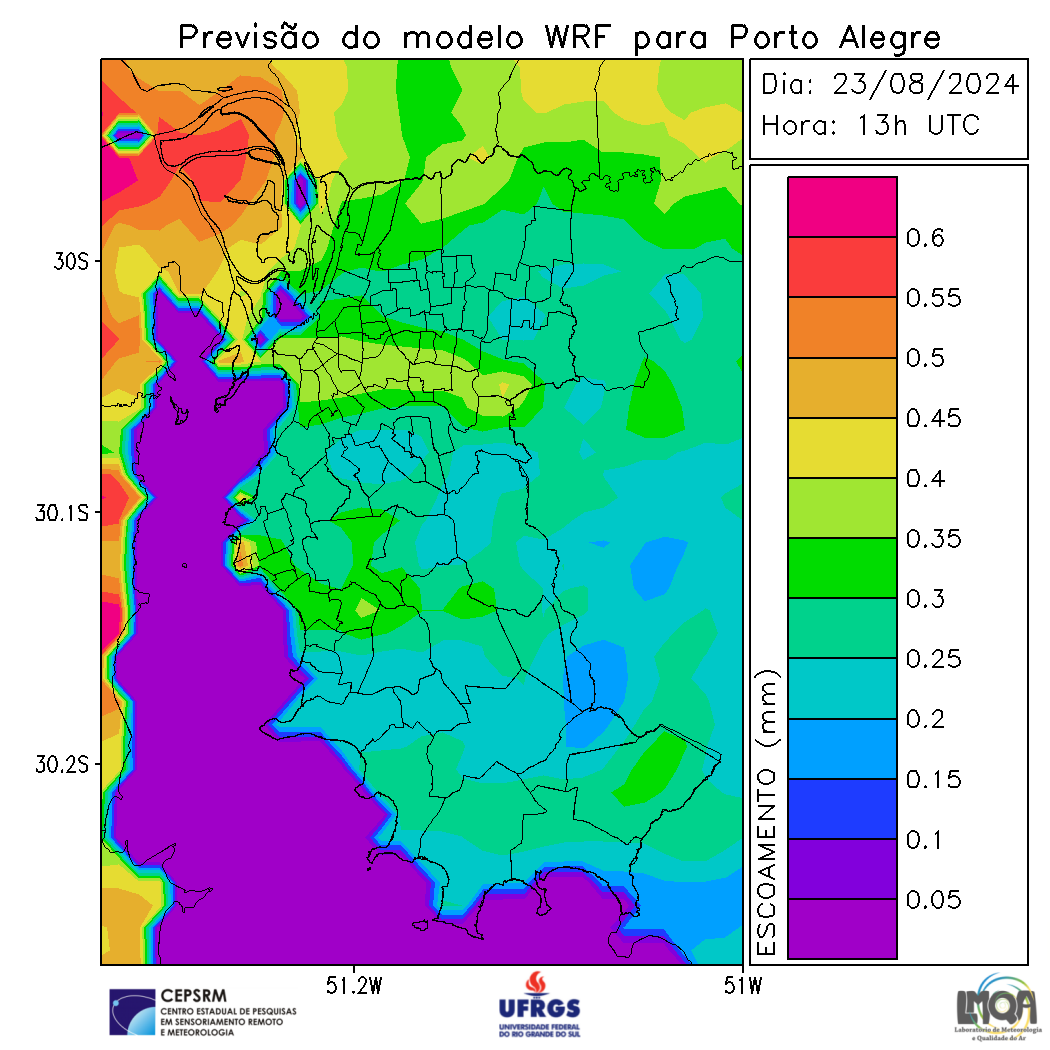 Previsão do modelo WRF para Porto Alegre
Dia: 23/08/2024
Hora: 13h UTC
0.6
0.55
0.5
0.45
0.4
0.35
0.3
0.25
0.2
0.15
0.1
0.05
ESCOAMENTO (mm)
30S
30.1S
30.2S
51.2W
51W
CEPSRM
CENTRO ESTADUAL DE PESQUISAS
EM SENSORIAMENTO REMOTO
E METEOROLOGIA
UFRGS
UNIVERSIDADE FEDERAL
DO RIO GRANDE DO SUL
LMQA
Laboratório de Meteorologia
e Qualidade do Ar